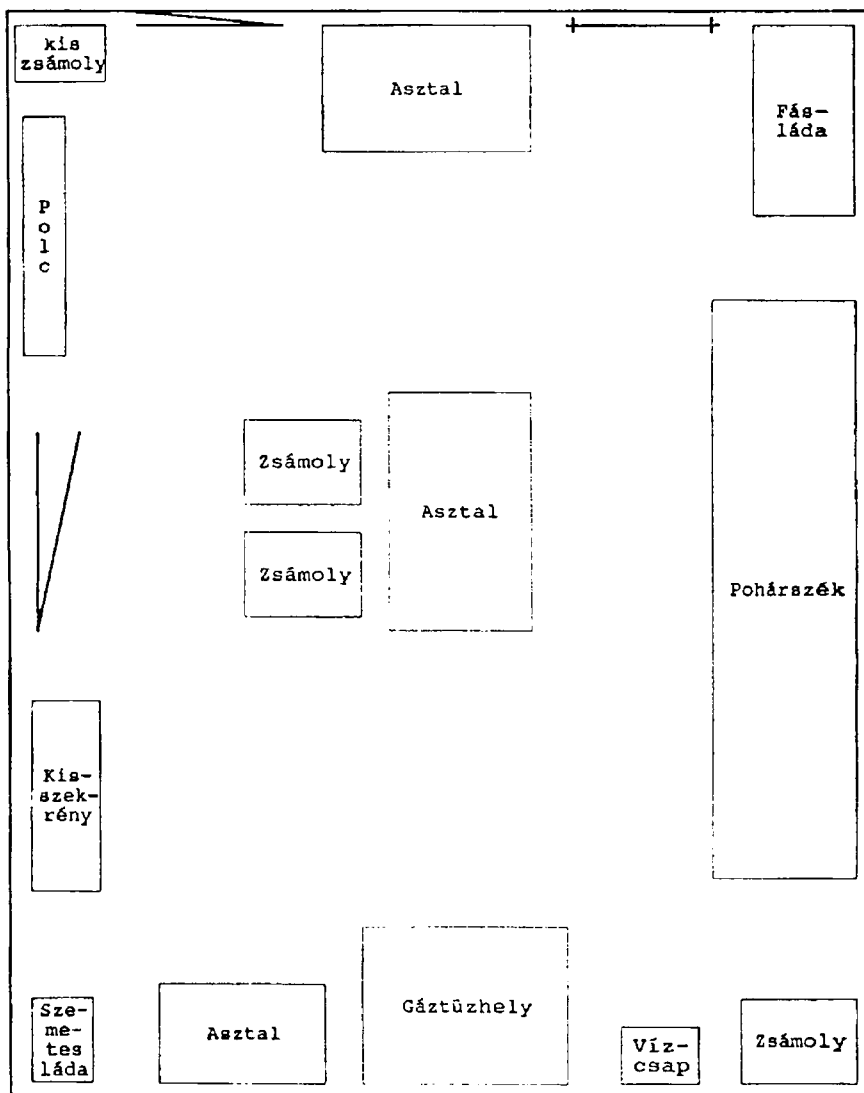 kis
zsámoly
Asztal
Fás-
láda
P
o
l
c
Zsámoly
Asztal
Zsámoly
Pohárszék
Kis-
szek-
rény
Sze-
me-
tes
láda
Asztal
Gáztüzhely
Víz-
csap
Zsámoly